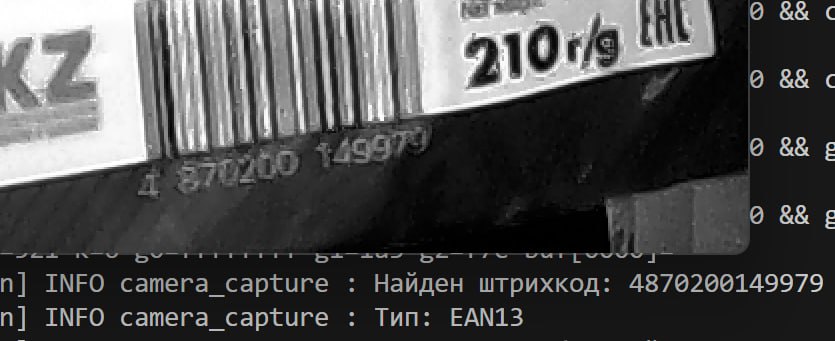 KZ
210 г/g
EAC
4 870200 149979
0 && c
0 && c
0 && g
0 && g
n] INFO camera_capture : Найден штрихкод: 4870200149979
n] INFO camera_capture : Тип: EAN13